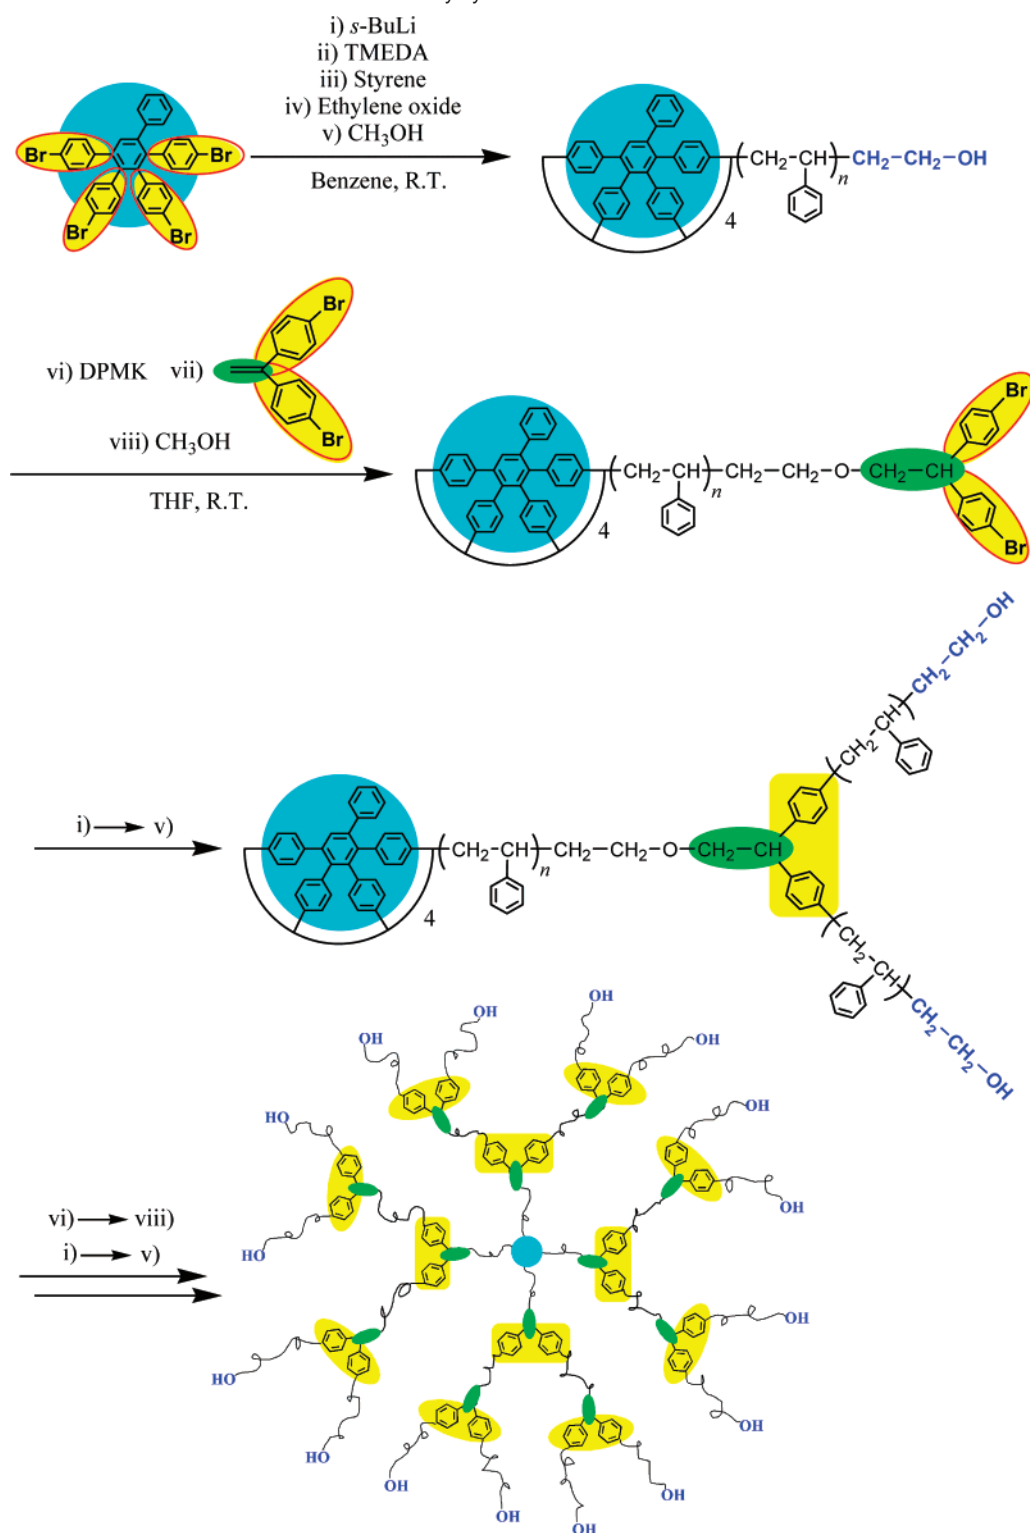 i) s-BuLi
ii) TMEDA
iii) Styrene
iv) Ethylene oxide
v) CH₃OH
Benzene, R.T.
Br
Br
Br
Br
4
CH₂-CH
n
CH₂-CH₂-OH
vi) DPMK vii)
Br
Br
viii) CH₃OH
THF, R.T.
4
CH₂-CH
n
CH₂-CH₂-O
CH₂-CH
Br
Br
i) → v)
4
CH₂-CH
n
CH₂-CH₂-O
CH₂-CH
CH₂-CH
CH₂-CH₂-OH
CH₂-CH
CH₂-CH₂-OH
vi) → viii)
i) → v)
OH
OH
OH
OH
HO
OH
HO
OH
OH
HO
OH
HO
OH
OH
OH
OH